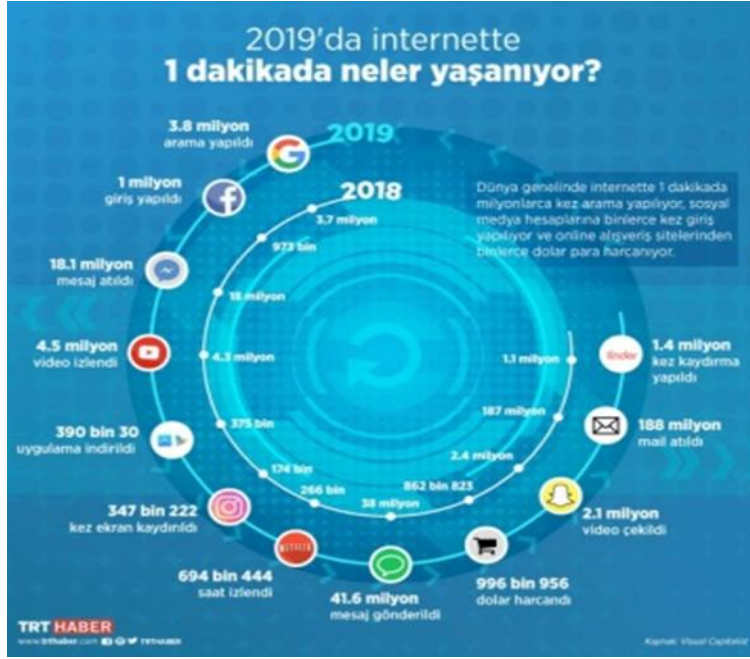 2019'da internette
1 dakikada neler yaşanıyor?
3.8 milyon
arama yapıldı
2019
1 milyon
giriş yapıldı
2018
3.7 milyon
973 bin
Dünya genelinde internette 1 dakikada
milyonlarca kez arama yapılıyor, sosyal
medya hesaplarına binlerce kez giriş
yapılıyor ve online alışveriş sitelerinden
binlerce dolar para harcanıyor.
18.1 milyon
mesaj atıldı
18 milyon
4.5 milyon
video izlendi
4.3 milyon
1.1 milyon
tinder
1.4 milyon
kez kaydırma
yapıldı
390 bin 30
uygulama indirildi
375 bin
187 milyon
188 milyon
mail atıldı
347 bin 222
kez ekran kaydırıldı
174 bin
2.4 milyon
266 bin
862 bin 823
38 milyon
2.1 milyon
video çekildi
NETFLIX
694 bin 444
saat izlendi
41.6 milyon
mesaj gönderildi
996 bin 956
dolar harcandı
TRT HABER
www.trthaber.com TRTHABER
Kaynak: Visual Capitalist